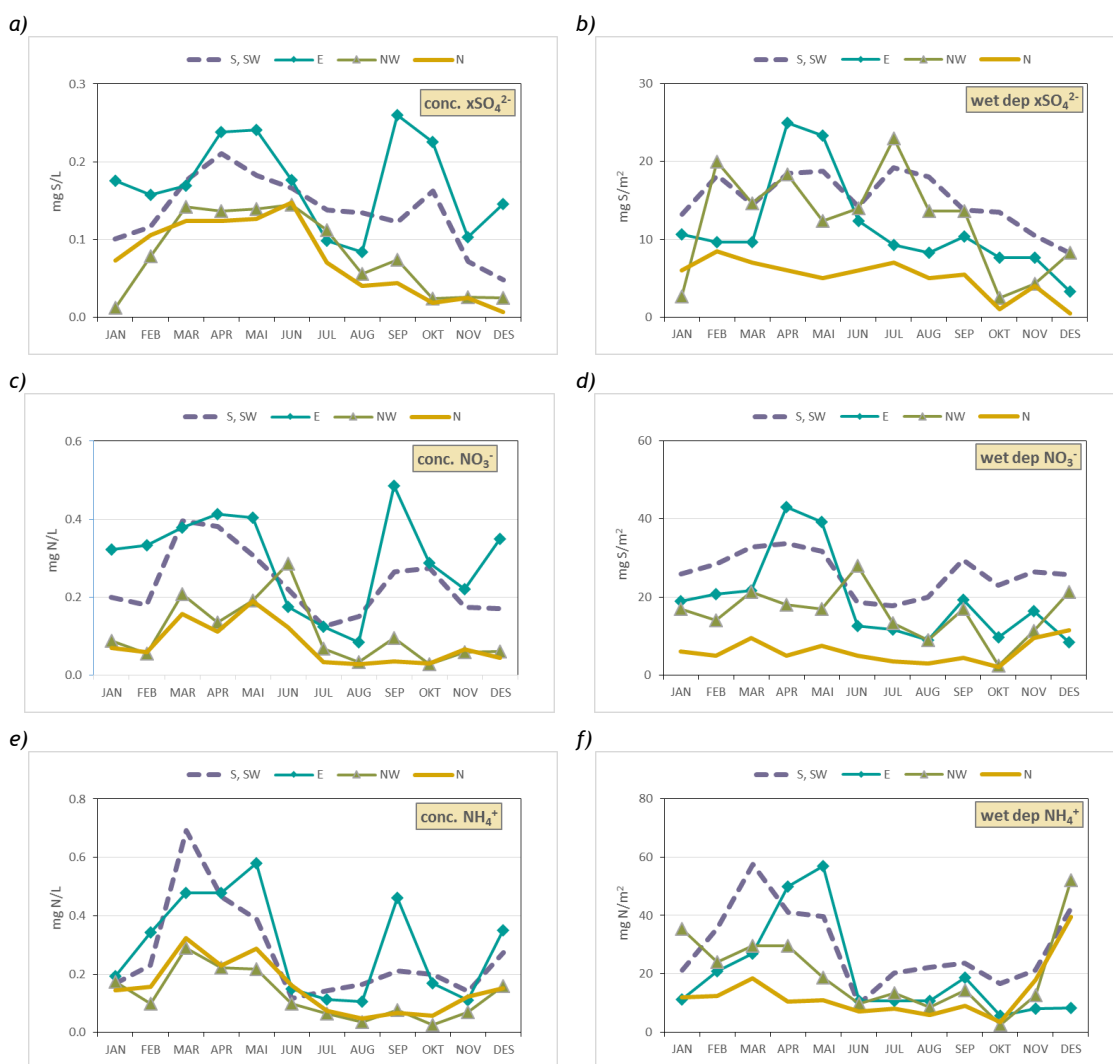 a)
S, SW E NW N
conc. xSO₄²⁻
mg S/L
0.3
0.2
0.1
0.0
JAN FEB MAR APR MAI JUN JUL AUG SEP OKT NOV DES
b)
S, SW E NW N
wet dep xSO₄²⁻
mg S/m²
30
20
10
0
JAN FEB MAR APR MAI JUN JUL AUG SEP OKT NOV DES
c)
S, SW E NW N
conc. NO₃⁻
mg N/L
0.6
0.4
0.2
0.0
JAN FEB MAR APR MAI JUN JUL AUG SEP OKT NOV DES
d)
S, SW E NW N
wet dep NO₃⁻
mg S/m²
60
40
20
0
JAN FEB MAR APR MAI JUN JUL AUG SEP OKT NOV DES
e)
S, SW E NW N
conc. NH₄⁺
mg N/L
0.8
0.6
0.4
0.2
0.0
JAN FEB MAR APR MAI JUN JUL AUG SEP OKT NOV DES
f)
S, SW E NW N
wet dep NH₄⁺
mg N/m²
80
60
40
20
0
JAN FEB MAR APR MAI JUN JUL AUG SEP OKT NOV DES